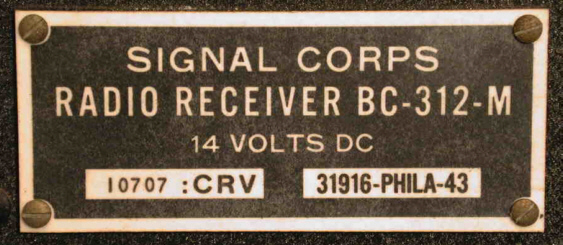 SIGNAL CORPS
RADIO RECEIVER BC-312-M
14 VOLTS DC
10707 :CRV 31916-PHILA-43